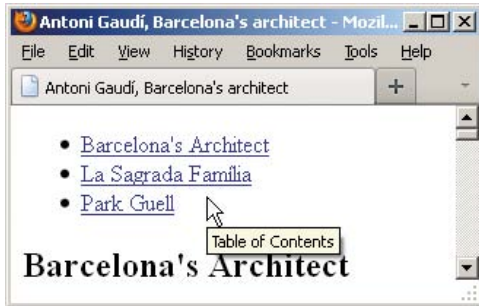 Antoni Gaudí, Barcelona's architect - Mozil...
File Edit View History Bookmarks Tools Help
Antoni Gaudí, Barcelona's architect
Barcelona's Architect
La Sagrada Família
Park Guell
Table of Contents
Barcelona's Architect